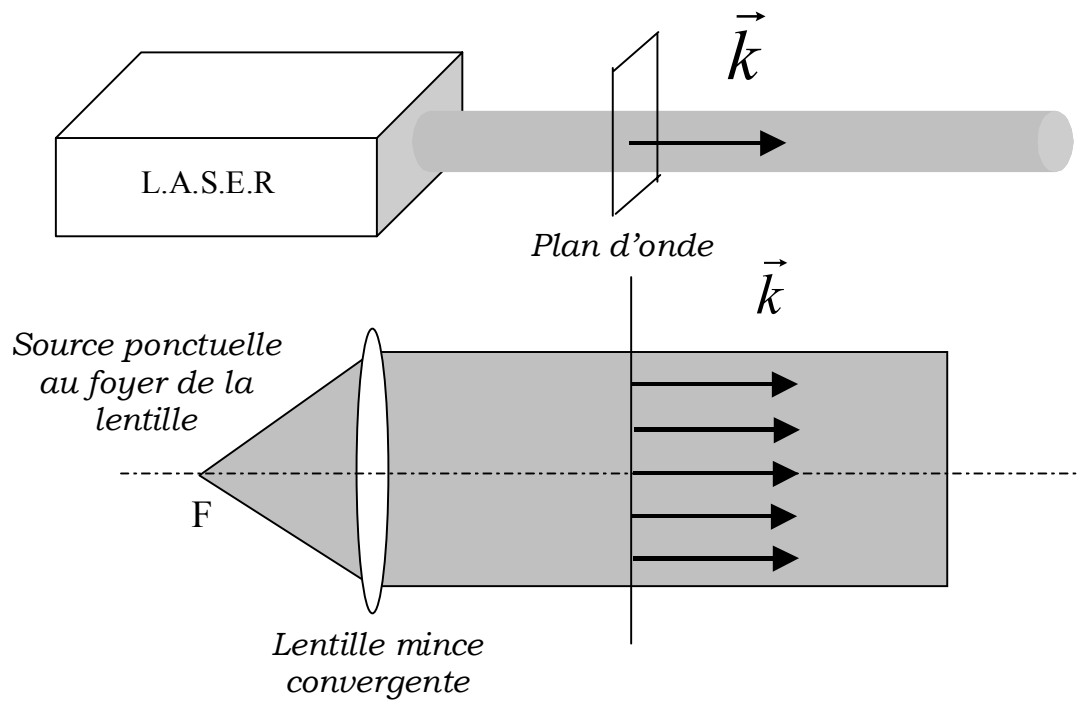 k⃗
L.A.S.E.R
Plan d'onde
k⃗
Source ponctuelle
au foyer de la
lentille
F
Lentille mince
convergente